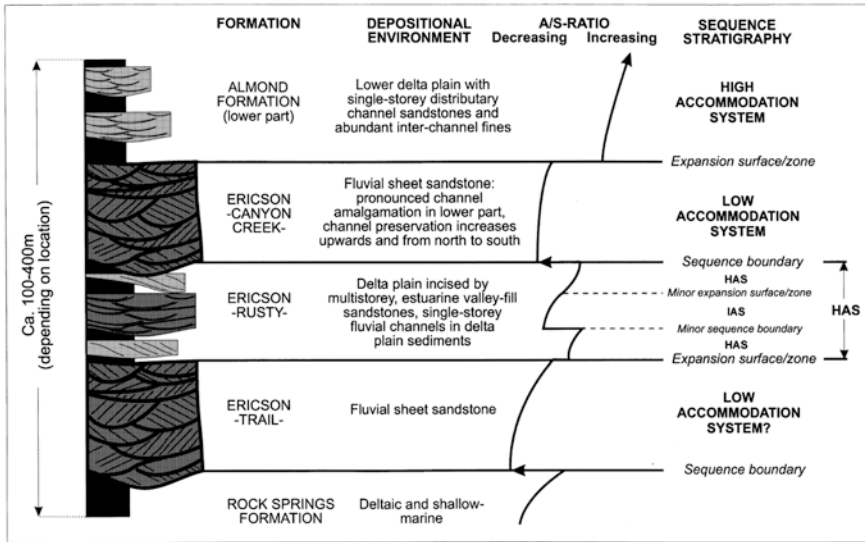 FORMATION
DEPOSITIONAL
ENVIRONMENT
A/S-RATIO
Decreasing Increasing
SEQUENCE
STRATIGRAPHY
Ca. 100-400m
(depending on location)
ALMOND
FORMATION
(lower part)
Lower delta plain with
single-storey distributary
channel sandstones and
abundant inter-channel fines
HIGH
ACCOMMODATION
SYSTEM
Expansion surface/zone
ERICSON
-CANYON
CREEK-
Fluvial sheet sandstone:
pronounced channel
amalgamation in lower part,
channel preservation increases
upwards and from north to south
LOW
ACCOMMODATION
SYSTEM
Sequence boundary
ERICSON
-RUSTY-
Delta plain incised by
multistorey, estuarine valley-fill
sandstones, single-storey
fluvial channels in delta
plain sediments
HAS
Minor expansion surface/zone
IAS
Minor sequence boundary
HAS
HAS
Expansion surface/zone
ERICSON
-TRAIL-
Fluvial sheet sandstone
LOW
ACCOMMODATION
SYSTEM?
Sequence boundary
ROCK SPRINGS
FORMATION
Deltaic and shallow-
marine